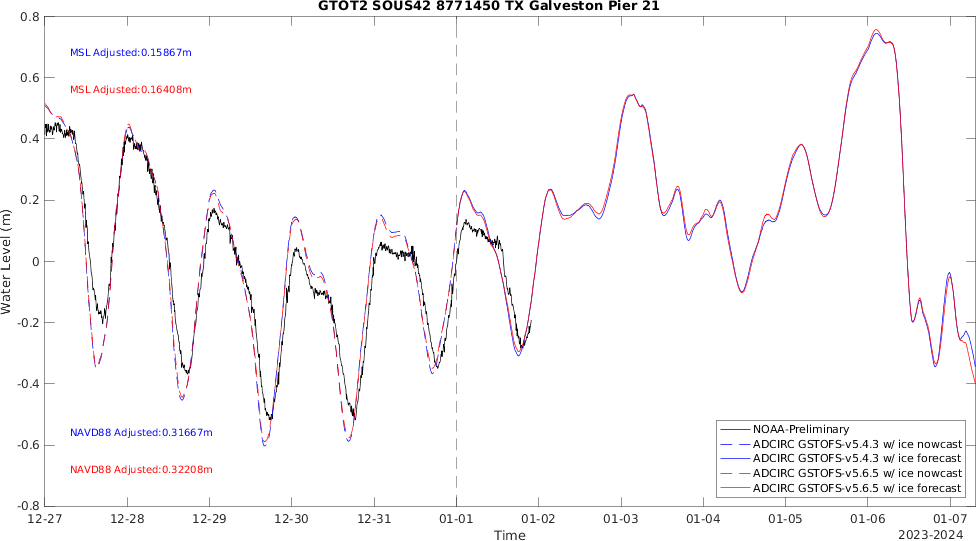 GTOT2 SOUS42 8771450 TX Galveston Pier 21
0.8
0.6
0.4
0.2
0
-0.2
-0.4
-0.6
-0.8
Water Level (m)
MSL Adjusted:0.15867m
MSL Adjusted:0.16408m
NAVD88 Adjusted:0.31667m
NAVD88 Adjusted:0.32208m
NOAA-Preliminary
ADCIRC GSTOFS-v5.4.3 w/ ice nowcast
ADCIRC GSTOFS-v5.4.3 w/ ice forecast
ADCIRC GSTOFS-v5.6.5 w/ ice nowcast
ADCIRC GSTOFS-v5.6.5 w/ ice forecast
12-27 12-28 12-29 12-30 12-31 01-01 01-02 01-03 01-04 01-05 01-06 01-07
Time
2023-2024